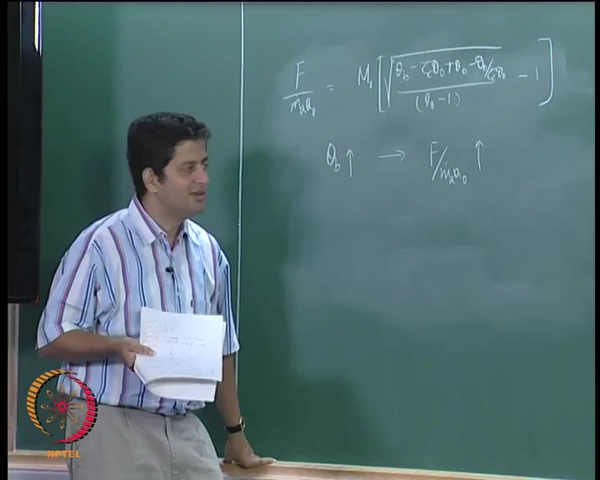 F/ṁₐa₀ = M₀ [ √( (θ_b − τ_cθ₀ + θ₀ − θ_b/τ_cθ₀) / (θ₀ − 1) ) − 1 ]
θ_b ↑ → F/ṁₐa₀ ↑
NPTEL